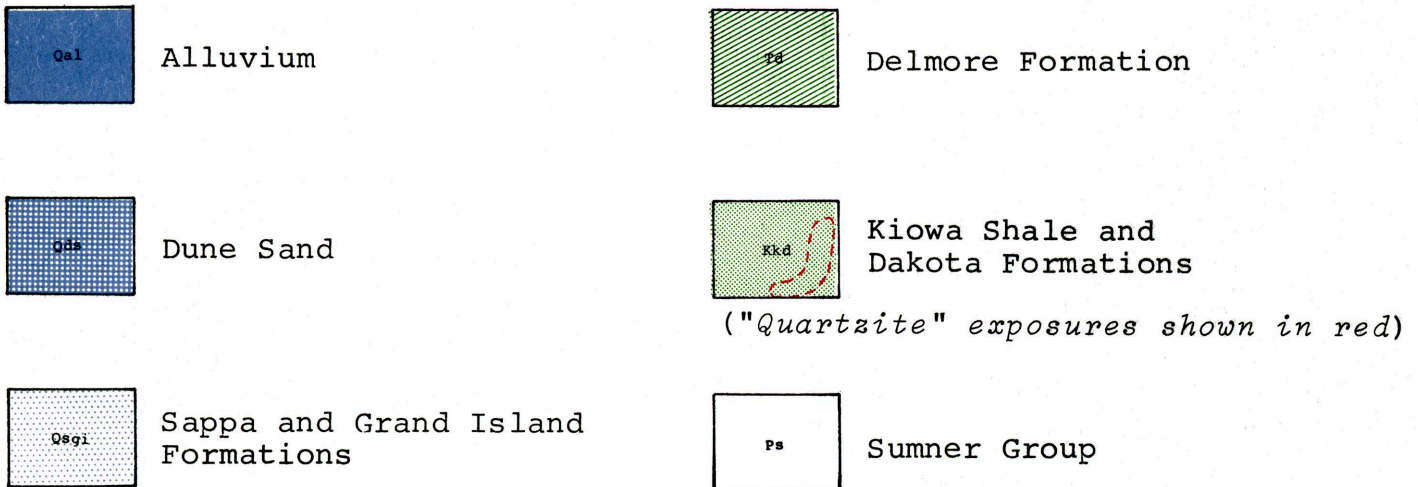 Qal Alluvium
Qds Dune Sand
Qsgi Sappa and Grand Island
Formations
Td Delmore Formation
Kkd Kiowa Shale and
Dakota Formations
("Quartzite" exposures shown in red)
Ps Sumner Group